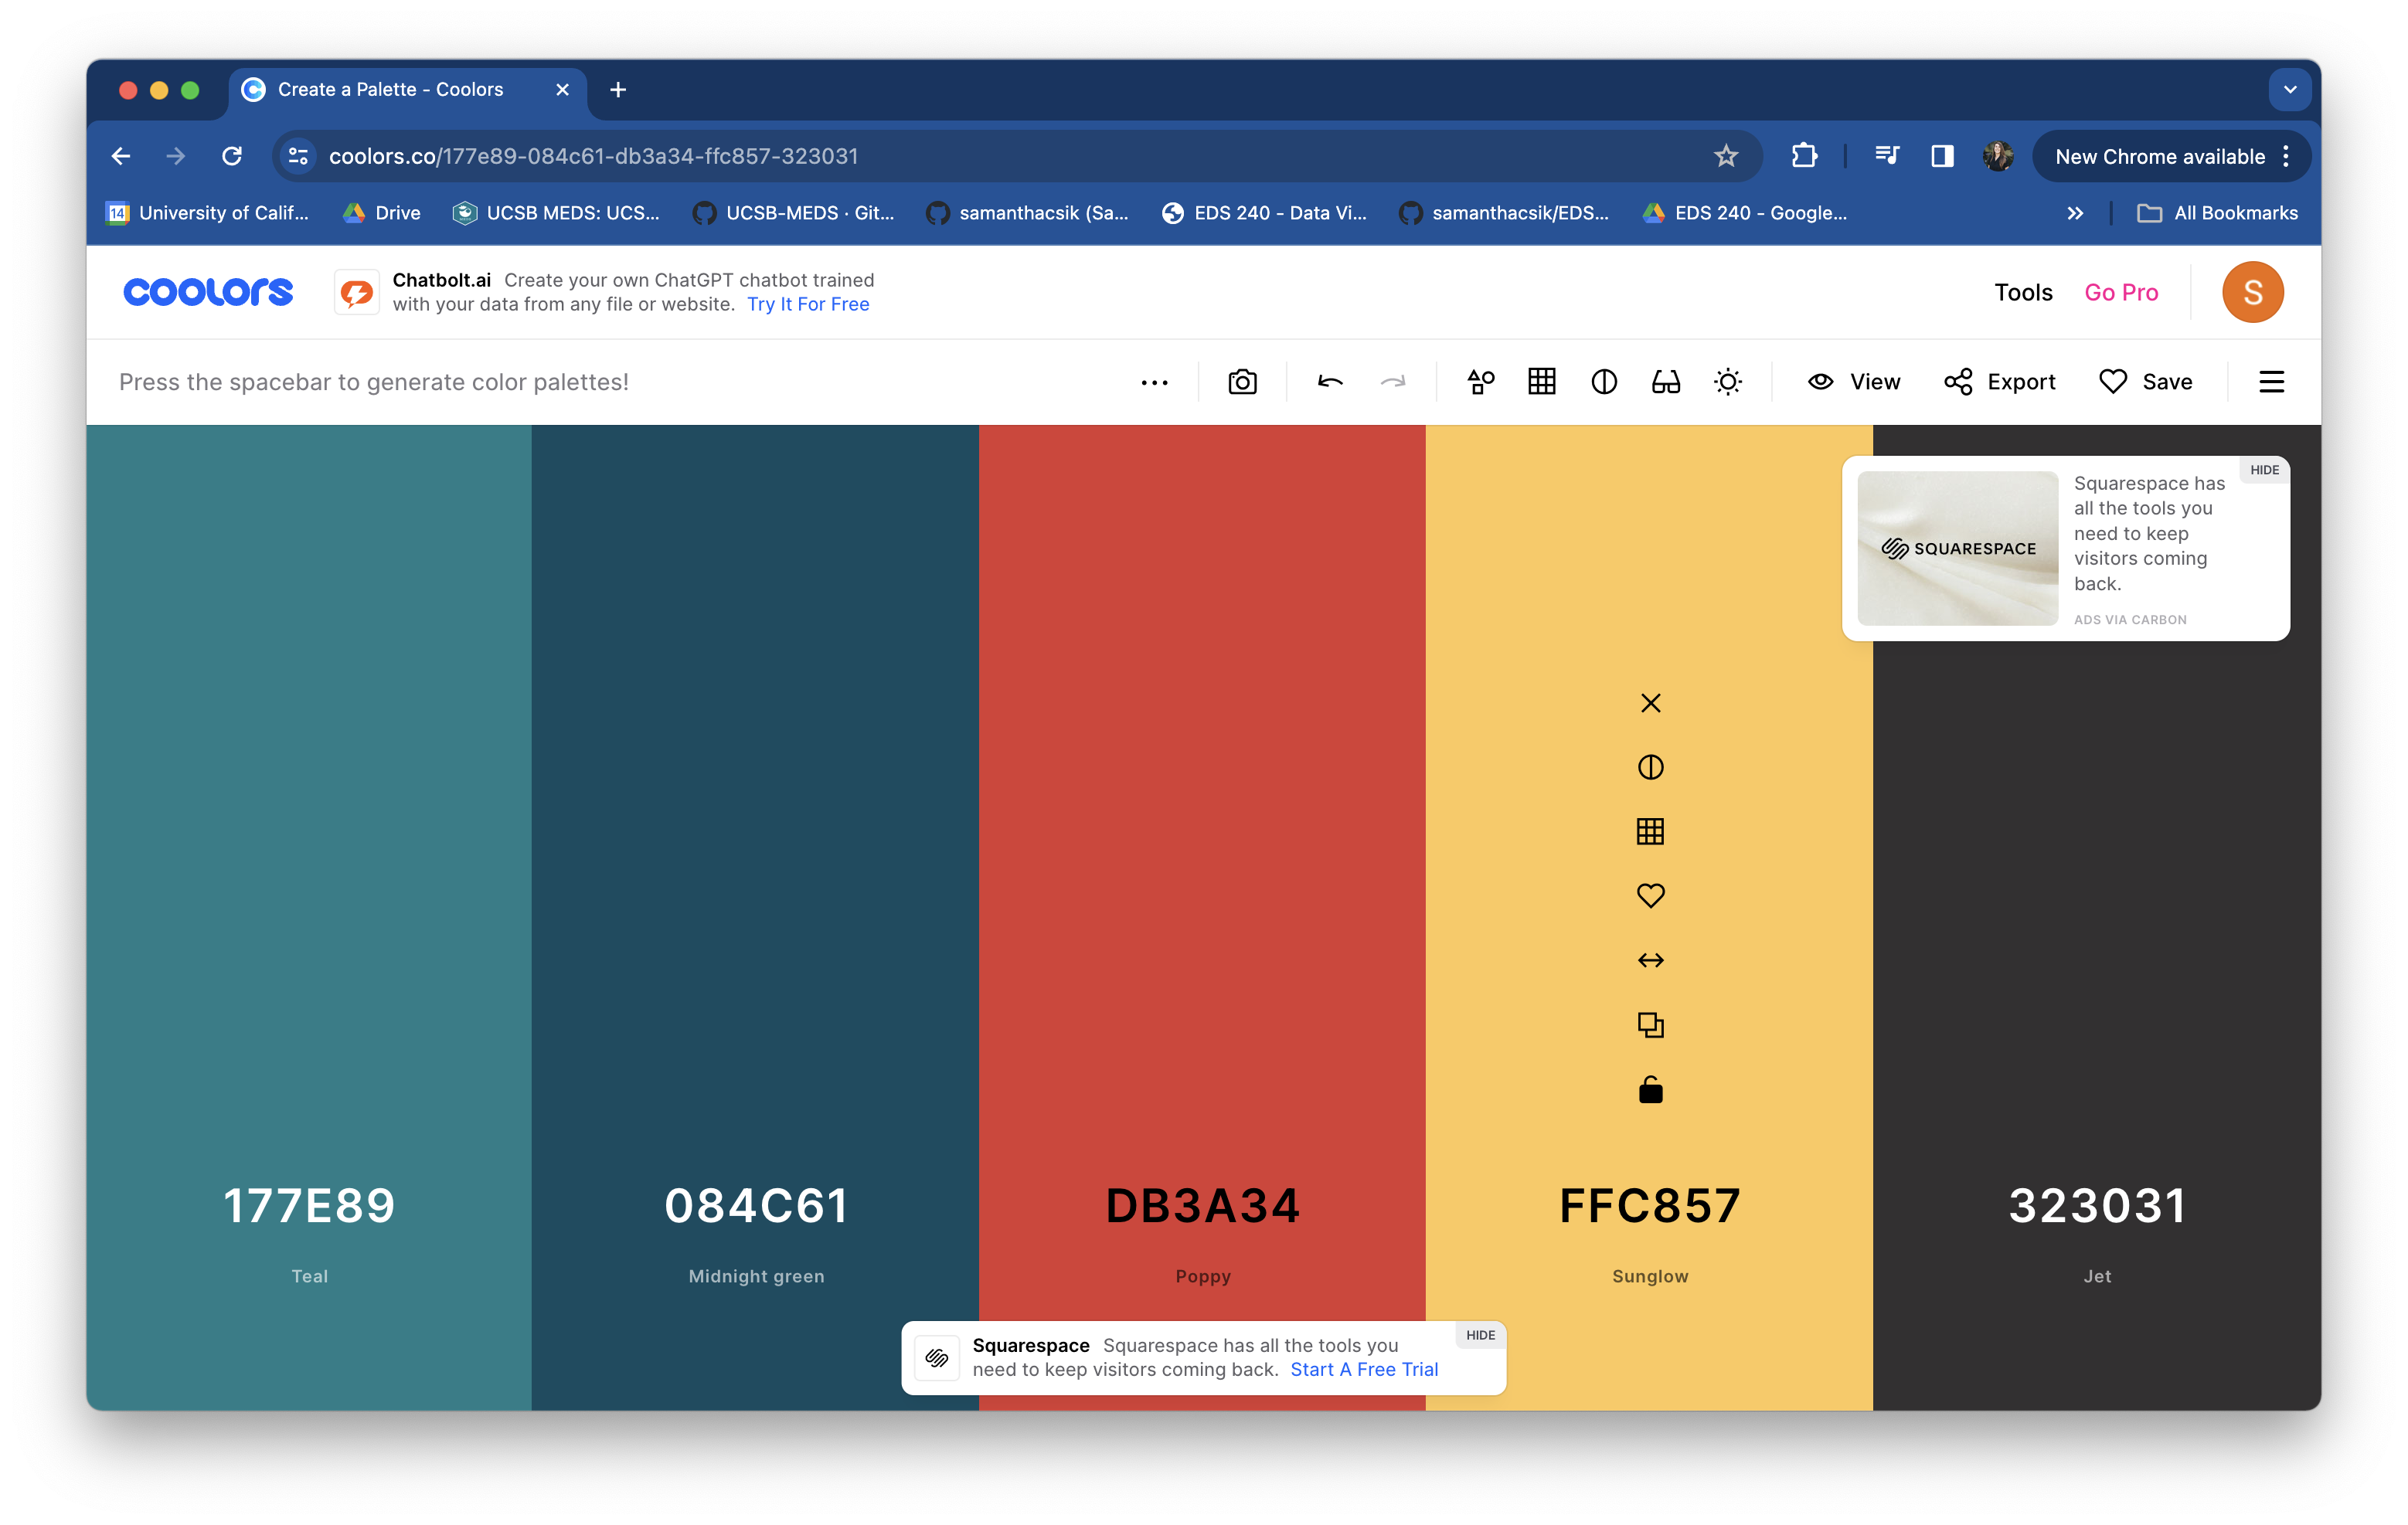 Create a Palette - Coolors
coolors.co/177e89-084c61-db3a34-ffc857-323031
New Chrome available
14
University of Calif...
Drive
UCSB MEDS: UCS...
UCSB-MEDS · Git...
samanthacsik (Sa...
EDS 240 - Data Vi...
samanthacsik/EDS...
EDS 240 - Google...
All Bookmarks
coolors
Chatbolt.ai Create your own ChatGPT chatbot trained
with your data from any file or website. Try It For Free
Tools
Go Pro
S
Press the spacebar to generate color palettes!
View
Export
Save
HIDE
SQUARESPACE
Squarespace has
all the tools you
need to keep
visitors coming
back.
ADS VIA CARBON
177E89
084C61
DB3A34
FFC857
323031
Teal
Midnight green
Poppy
Sunglow
Jet
Squarespace Squarespace has all the tools you
need to keep visitors coming back. Start A Free Trial
HIDE